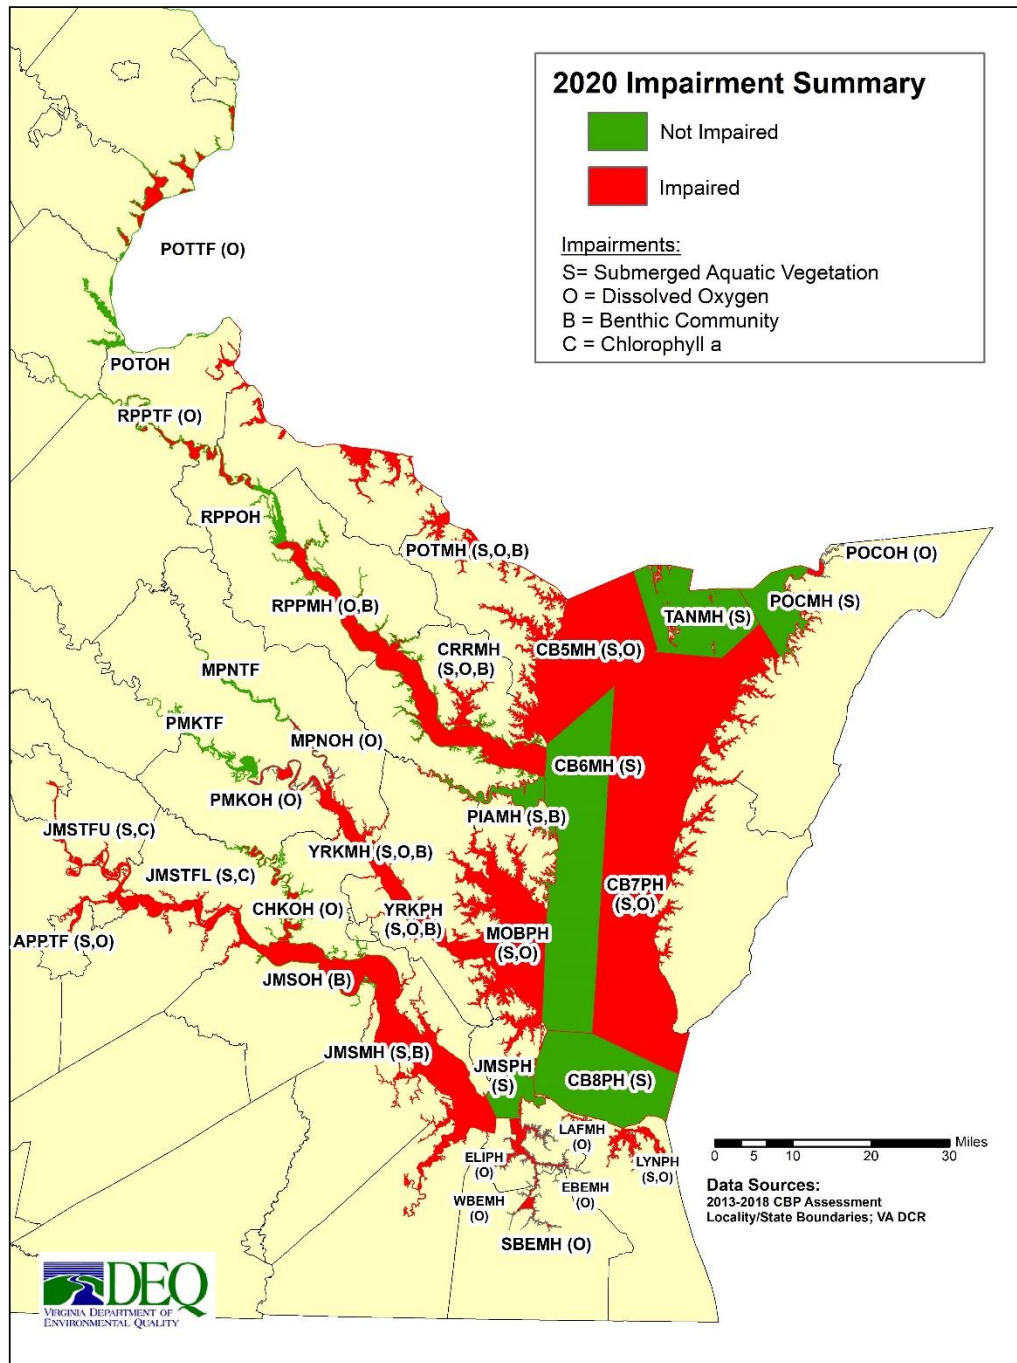 2020 Impairment Summary
Not Impaired
Impaired
Impairments:
S= Submerged Aquatic Vegetation
O = Dissolved Oxygen
B = Benthic Community
C = Chlorophyll a
POTTF (O)
POTOH
RPPTF (O)
RPPOH
POTMH (S,O,B)
POCOH (O)
RPPMH (O,B)
TANMH (S)
POCMH (S)
CRRMH
(S,O,B)
CB5MH (S,O)
MPNTF
PMKTF
MPNOH (O)
CB6MH (S)
PMKOH (O)
PIAMH (S,B)
JMSTFU (S,C)
YRKMH (S,O,B)
JMSTFL (S,C)
CB7PH
(S,O)
CHKOH (O)
YRKPH
(S,O,B)
MOBPH
(S,O)
APPTF (S,O)
JMSOH (B)
JMSMH (S,B)
JMSPH
(S)
CB8PH (S)
LAFMH
(O)
ELIPH
(O)
LYNPH
(S,O)
EBEMH
(O)
WBEMH
(O)
SBEMH (O)
Miles
0 10 20 30
Data Sources:
2013-2018 CBP Assessment
Locality/State Boundaries; VA DCR
DEQ
VIRGINIA DEPARTMENT OF
ENVIRONMENTAL QUALITY